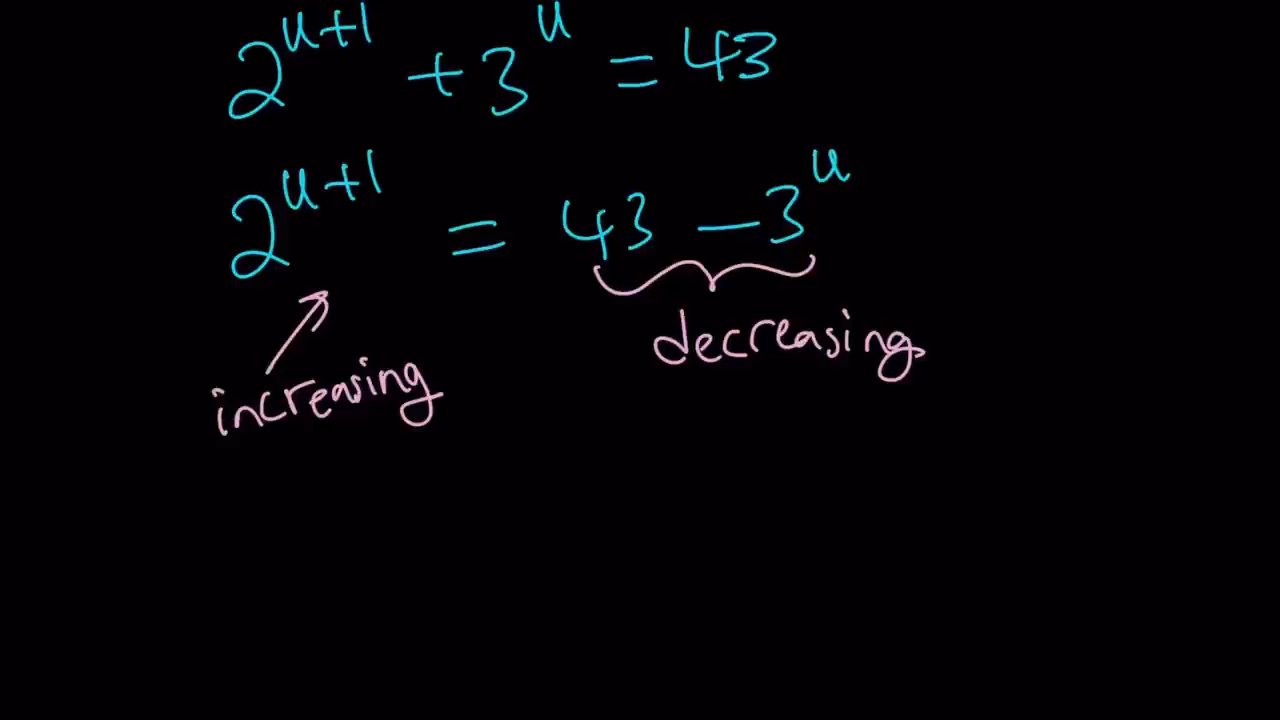 2^{u+1} + 3^u = 43
2^{u+1} = 43 - 3^u
decreasing
increasing